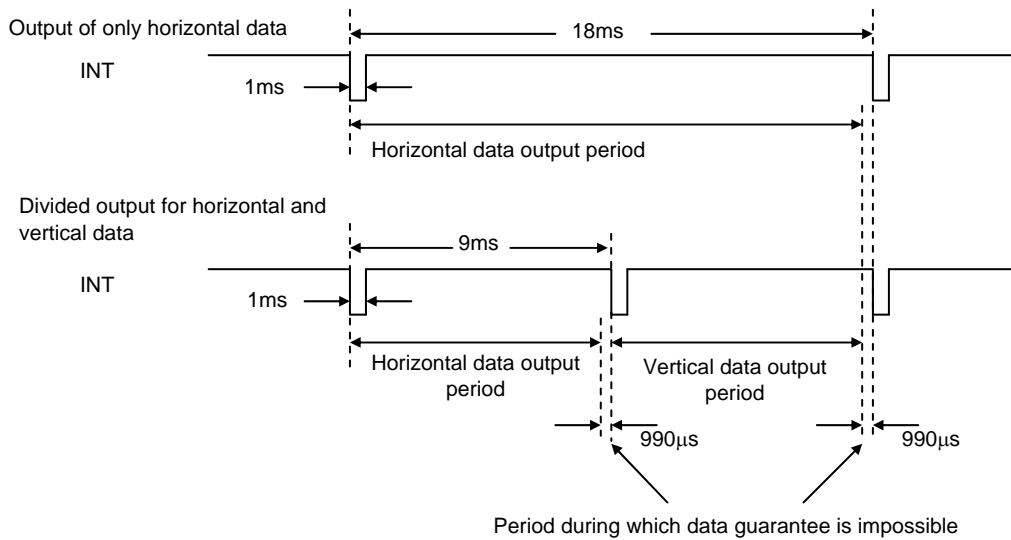 Output of only horizontal data
18ms
INT
1ms
Horizontal data output period
Divided output for horizontal and
vertical data
9ms
INT
1ms
Horizontal data output
period
Vertical data output
period
990μs
990μs
Period during which data guarantee is impossible